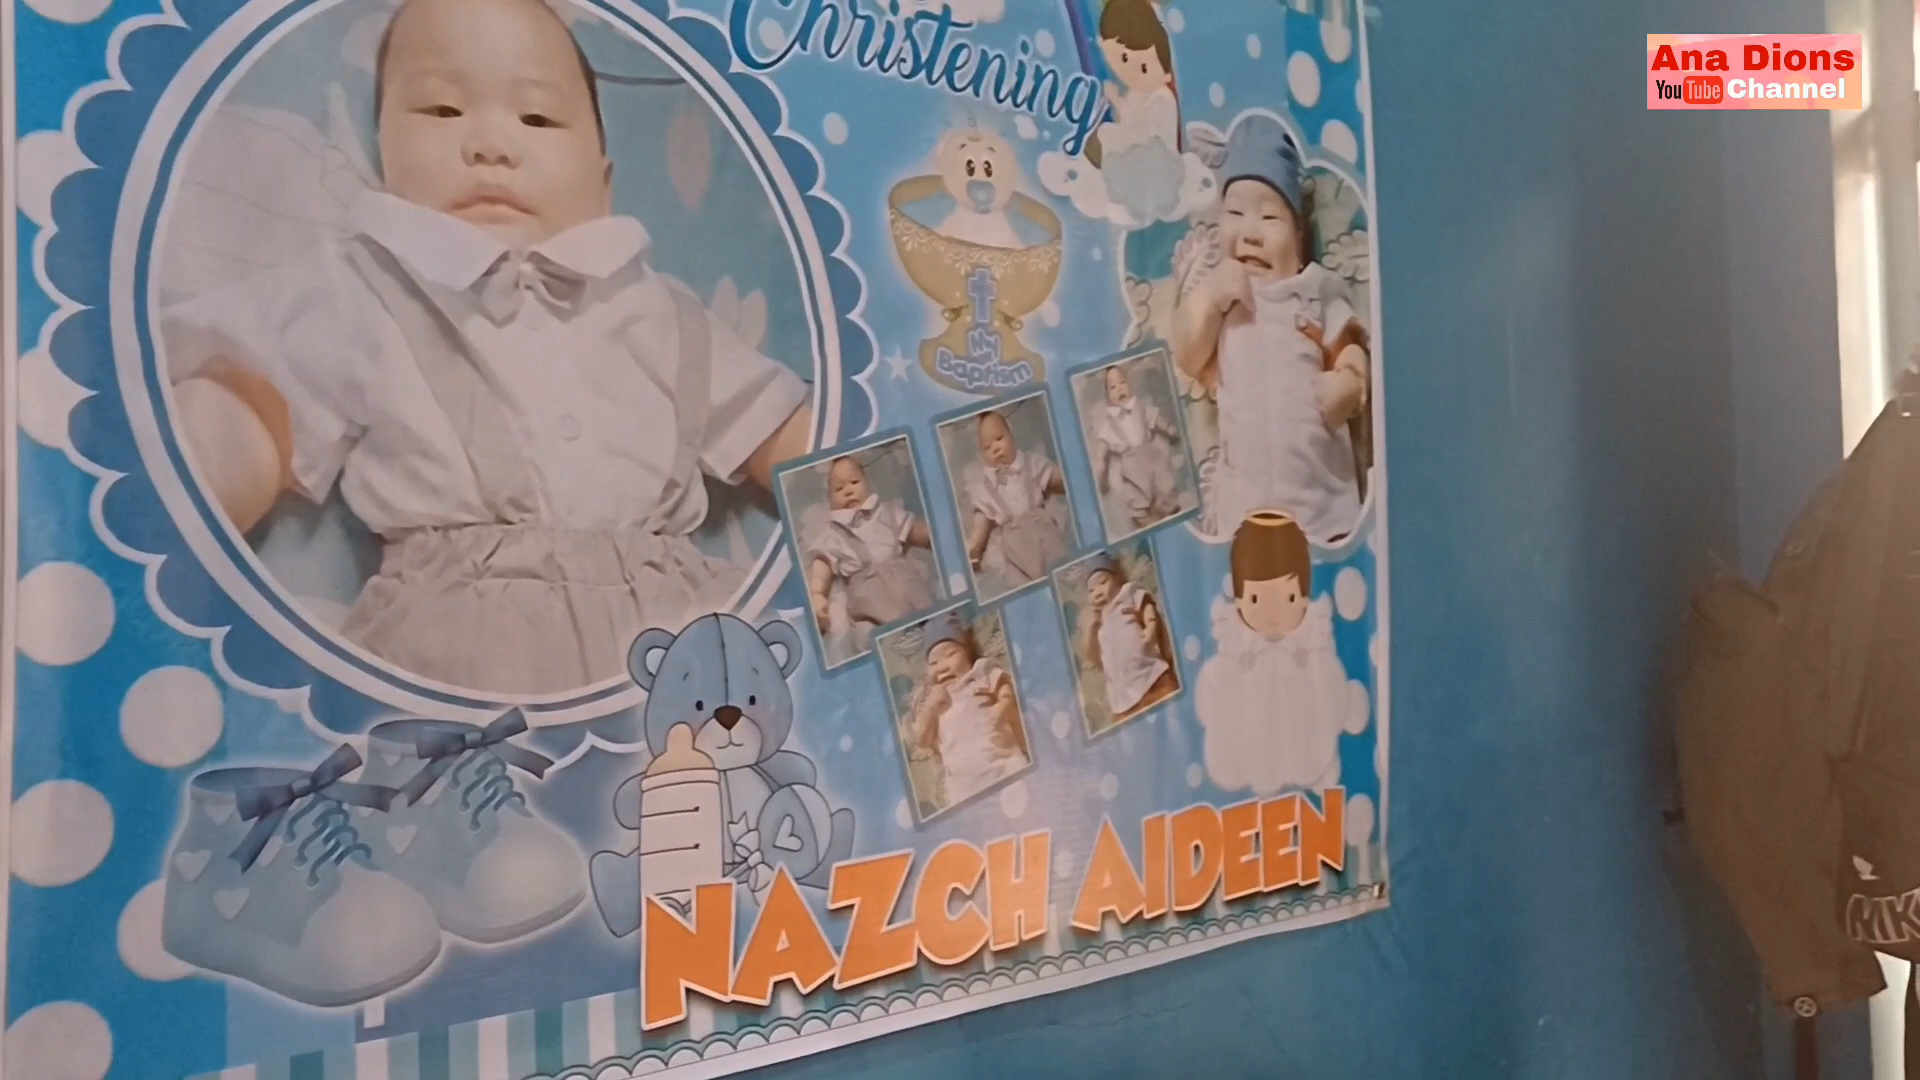 Christening
Ana Dions
YouTube Channel
My
Baptism
NAZCH AIDEEN